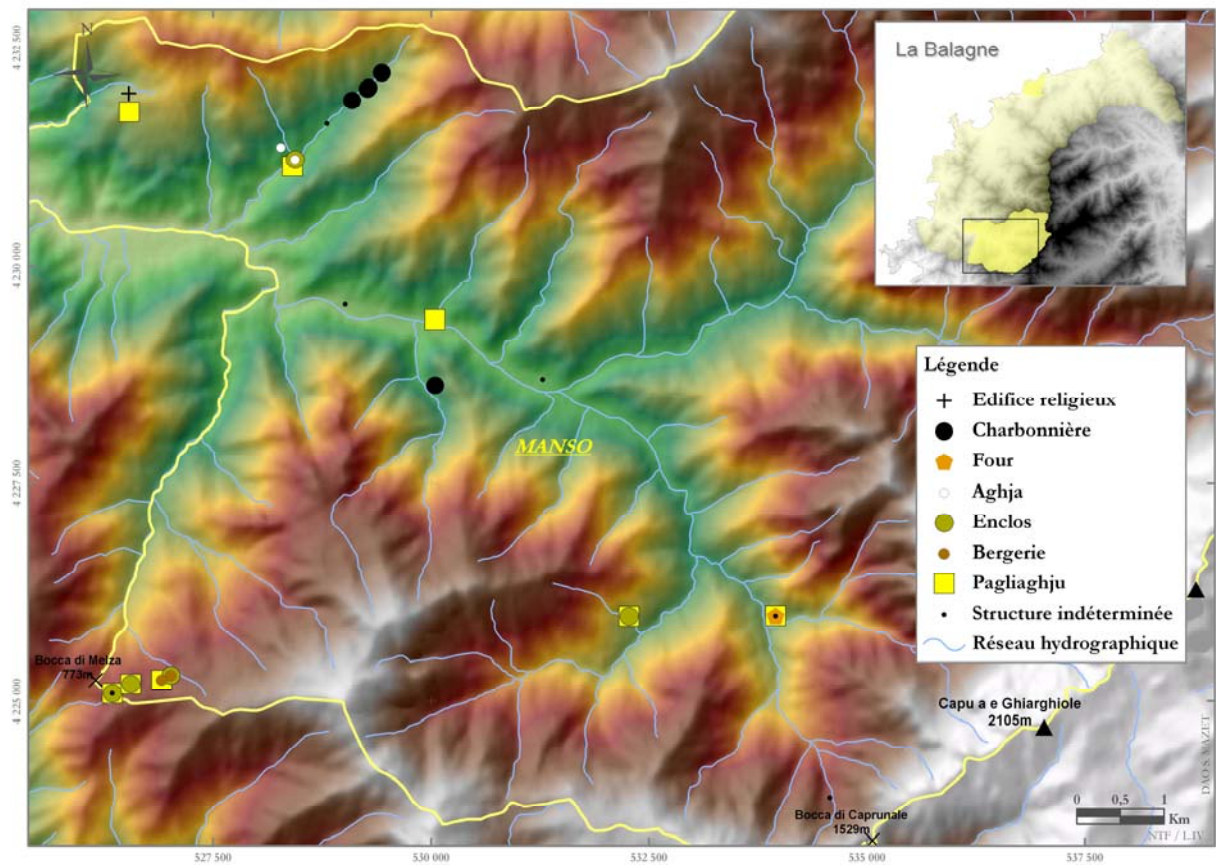 4 232 500
4 230 000
4 227 500
4 225 000
N
La Balagne
Légende
Edifice religieux
Charbonnière
Four
Aghja
Enclos
Bergerie
Pagliaghju
Structure indéterminée
Réseau hydrographique
MANSO
Bocca di Melza
773m
Capu a e Ghiarghiole
2105m
Bocca di Caprunale
1529m
0 0,5 1
Km
NTF / L.IV
DAO S. MAZET
527 500 530 000 532 500 535 000 537 500